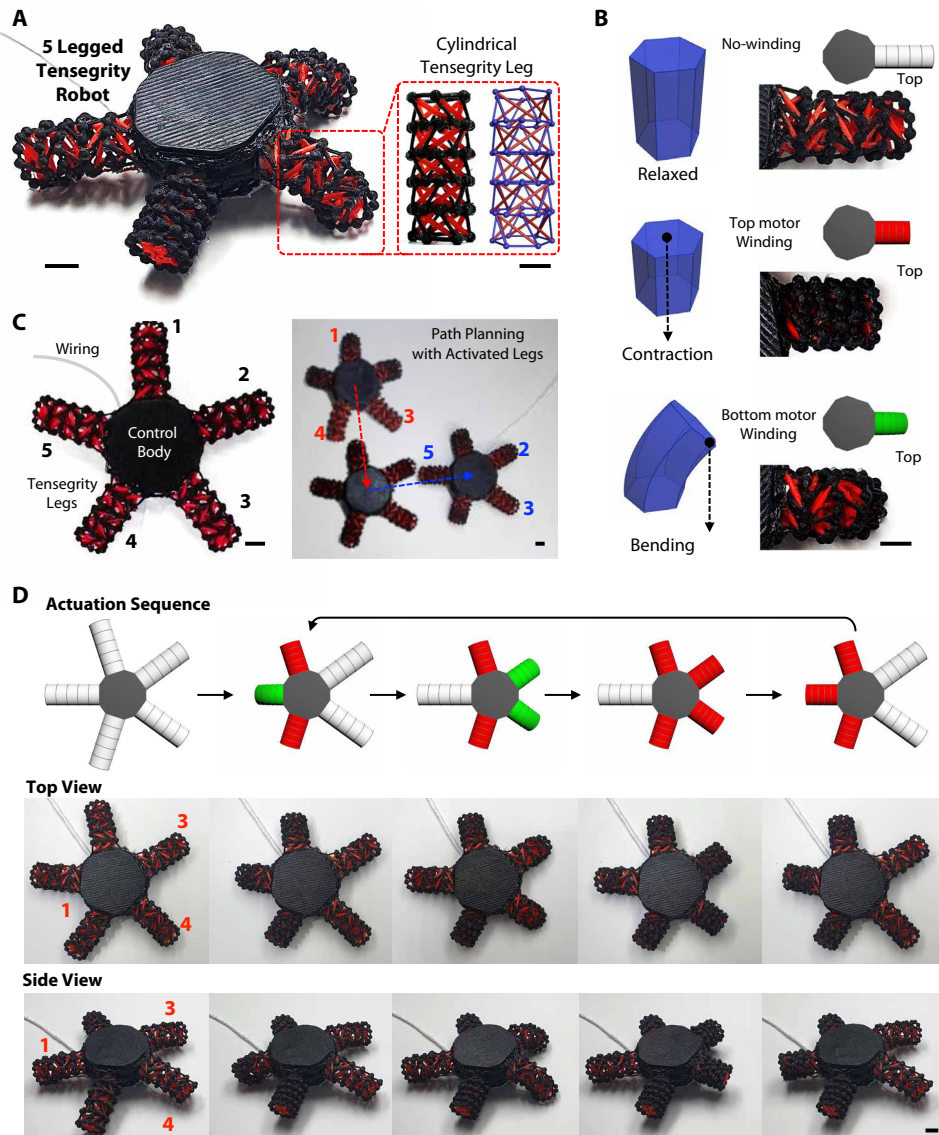 A
5 Legged
Tensegrity
Robot
Cylindrical
Tensegrity Leg
B
No-winding
Top
Relaxed
Top motor
Winding
Top
Contraction
Bottom motor
Winding
Top
Bending
C
Wiring
1
2
5
Control
Body
Tensegrity
Legs
3
4
Path Planning
with Activated Legs
1
3
4
5
2
3
D
Actuation Sequence
Top View
3
1
4
Side View
3
1
4